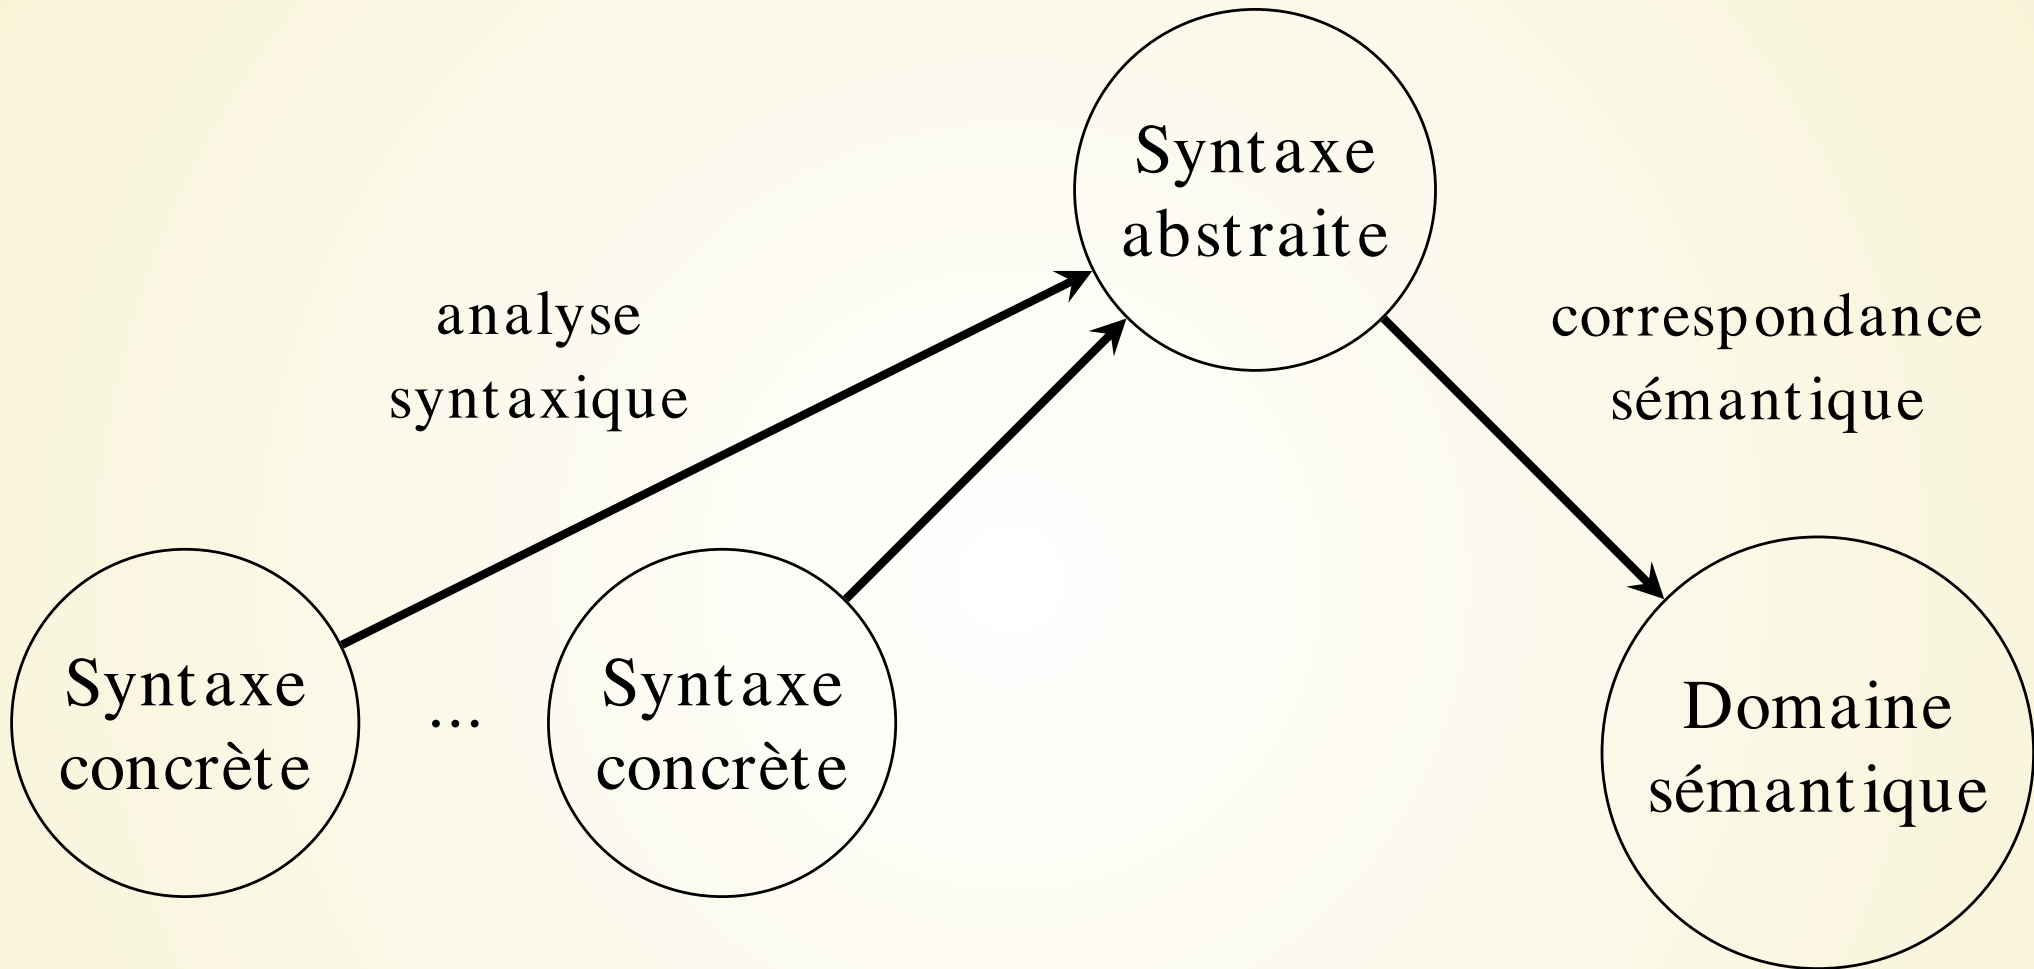 Syntaxe
abstraite
analyse
syntaxique
correspondance
sémantique
Syntaxe
concrète
...
Syntaxe
concrète
Domaine
sémantique